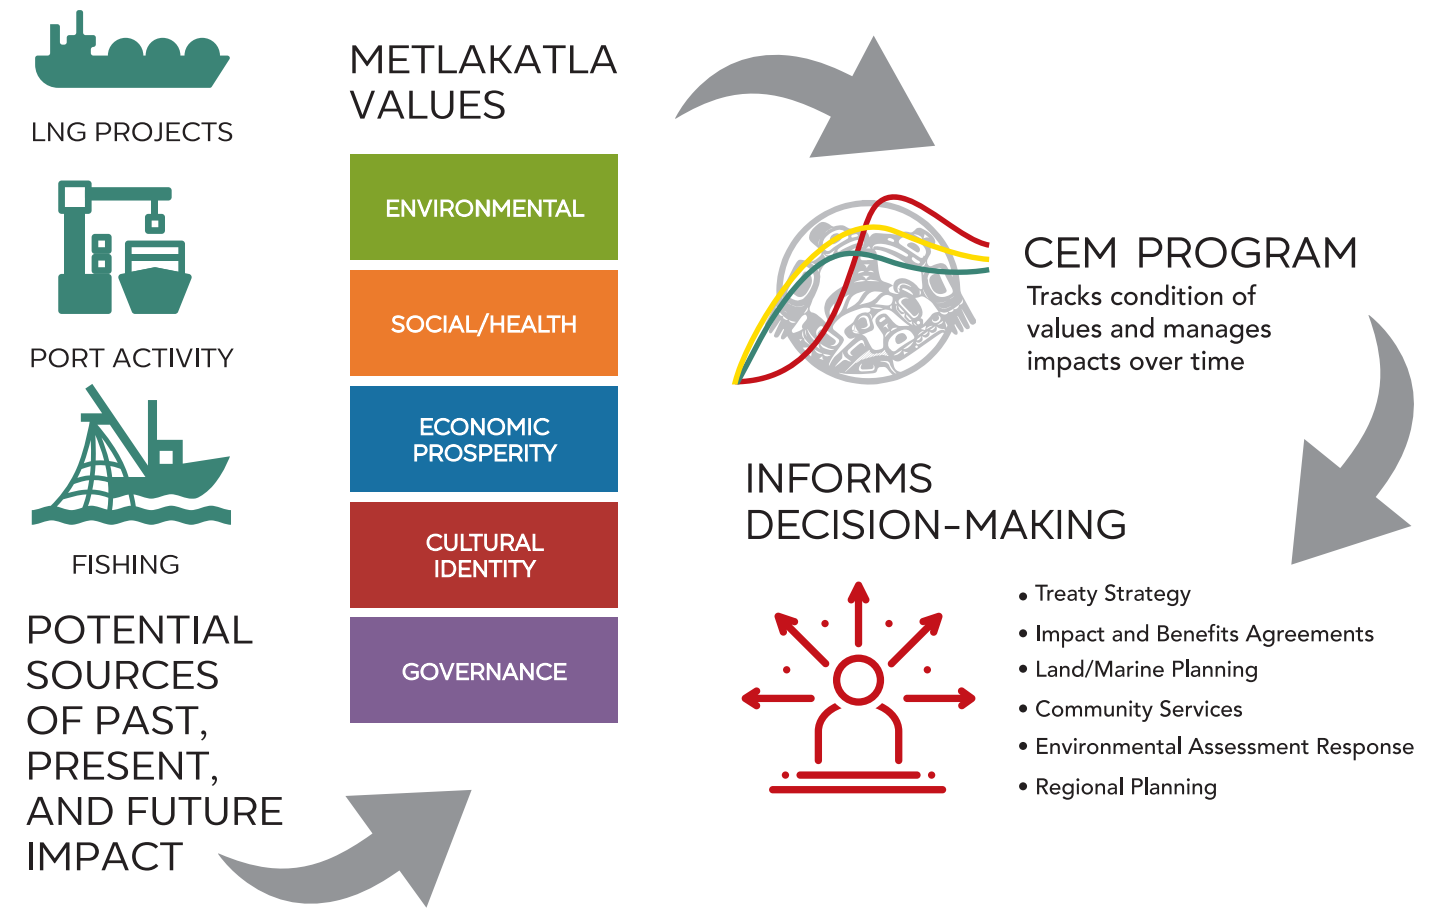 LNG PROJECTS
PORT ACTIVITY
FISHING
POTENTIAL
SOURCES
OF PAST,
PRESENT,
AND FUTURE
IMPACT
METLAKATLA
VALUES
ENVIRONMENTAL
SOCIAL/HEALTH
ECONOMIC
PROSPERITY
CULTURAL
IDENTITY
GOVERNANCE
CEM PROGRAM
Tracks condition of
values and manages
impacts over time
INFORMS
DECISION-MAKING
• Treaty Strategy
• Impact and Benefits Agreements
• Land/Marine Planning
• Community Services
• Environmental Assessment Response
• Regional Planning